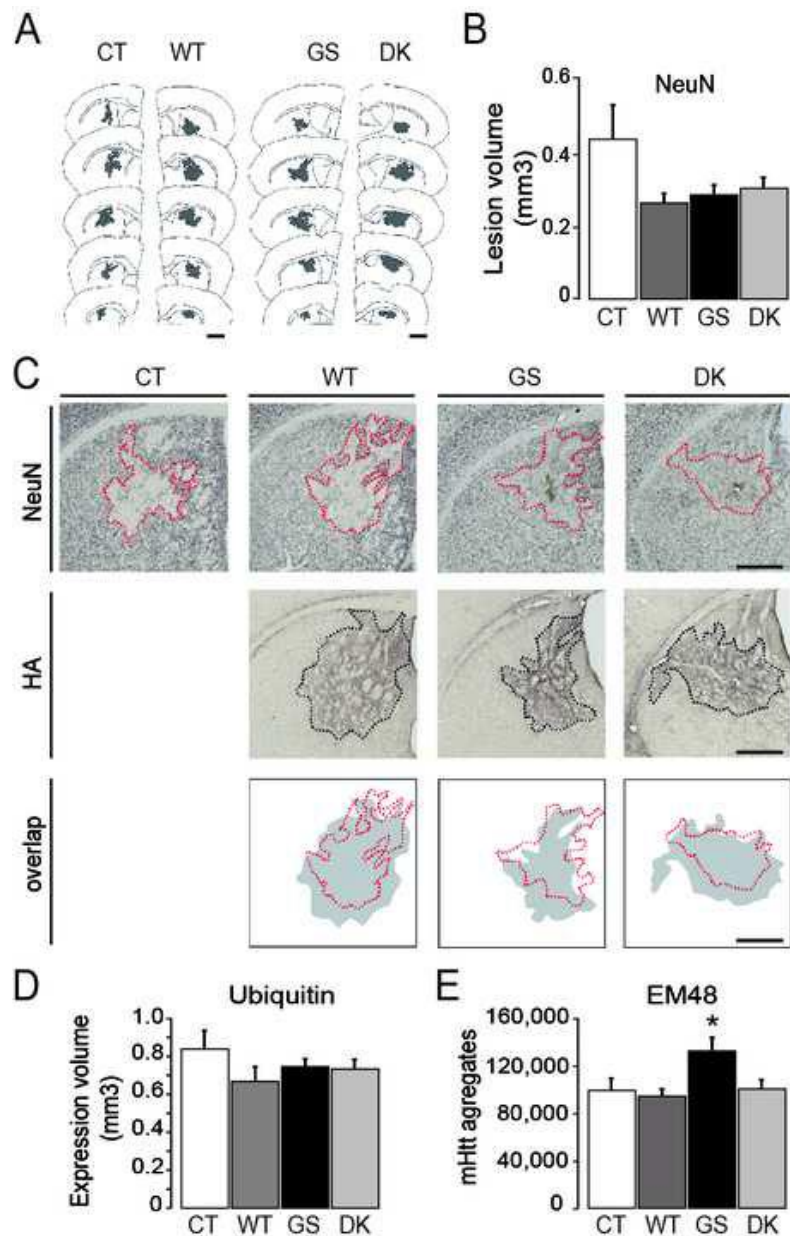 A
CT WT GS DK
B
NeuN
Lesion volume
(mm3)
0.6
0.4
0.2
0
CT WT GS DK
C
CT WT GS DK
NeuN
HA
overlap
D
Ubiquitin
Expression volume
(mm3)
1.0
0.8
0.6
0.4
0.2
0
CT WT GS DK
E
EM48
*
mHtt agregates
160,000
120,000
80,000
40,000
0
CT WT GS DK